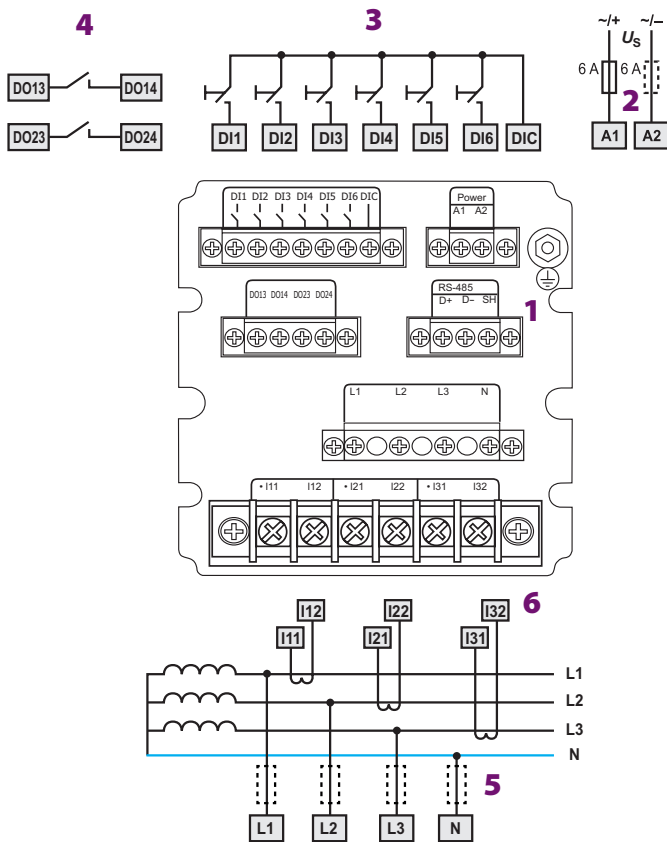 4
3
~/+ ~/–
US
6 A 6 A
2
DO13 DO14
DO23 DO24
DI1 DI2 DI3 DI4 DI5 DI6 DIC
A1 A2
DI1 DI2 DI3 DI4 DI5 DI6 DIC
Power
A1 A2
DO13 DO14 DO23 DO24
RS-485
D+ D– SH
1
L1 L2 L3 N
• I11 I12 • I21 I22 • I31 I32
6
I12 I22 I32
I11 I21 I31
L1
L2
L3
N
5
L1 L2 L3 N